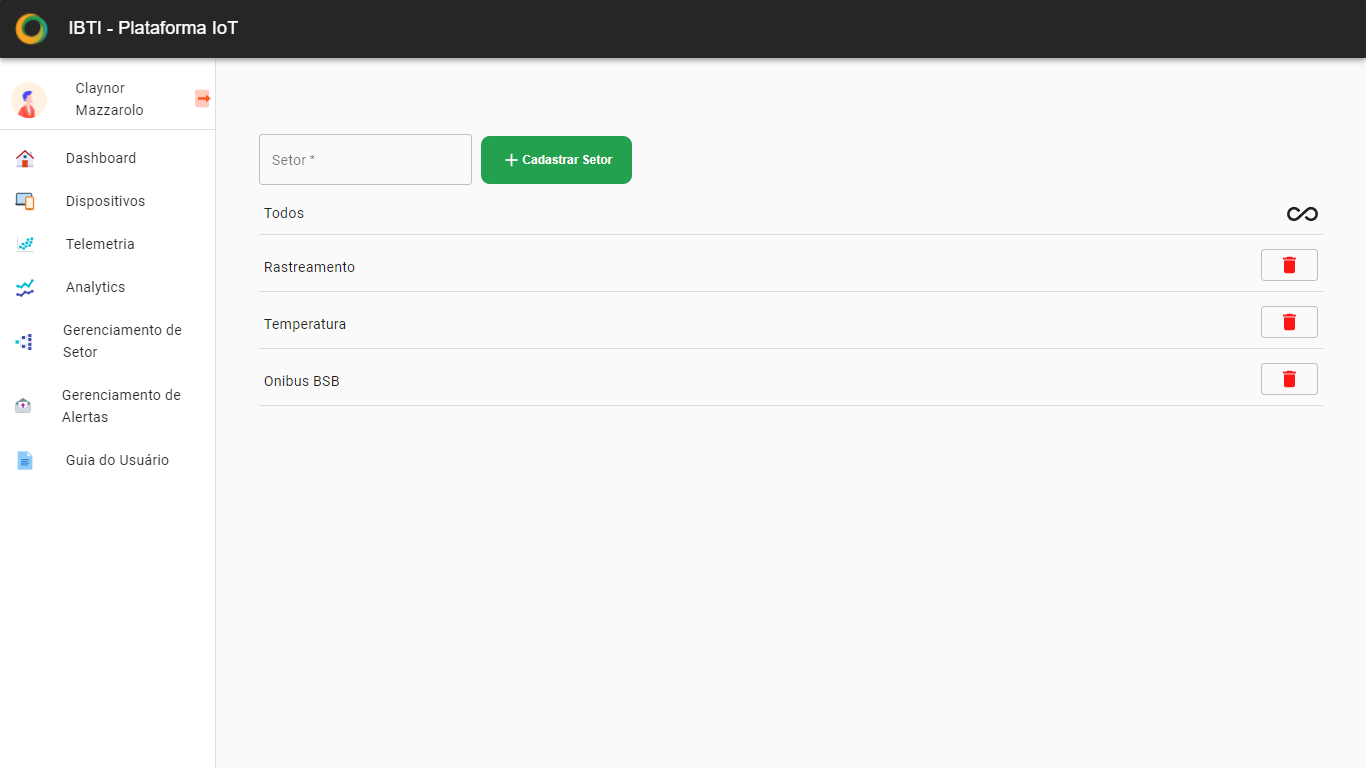 IBTI - Plataforma IoT
Claynor
Mazzarolo
Dashboard
Dispositivos
Telemetria
Analytics
Gerenciamento de
Setor
Gerenciamento de
Alertas
Guia do Usuário
Setor *
Cadastrar Setor
Todos
Rastreamento
Temperatura
Onibus BSB